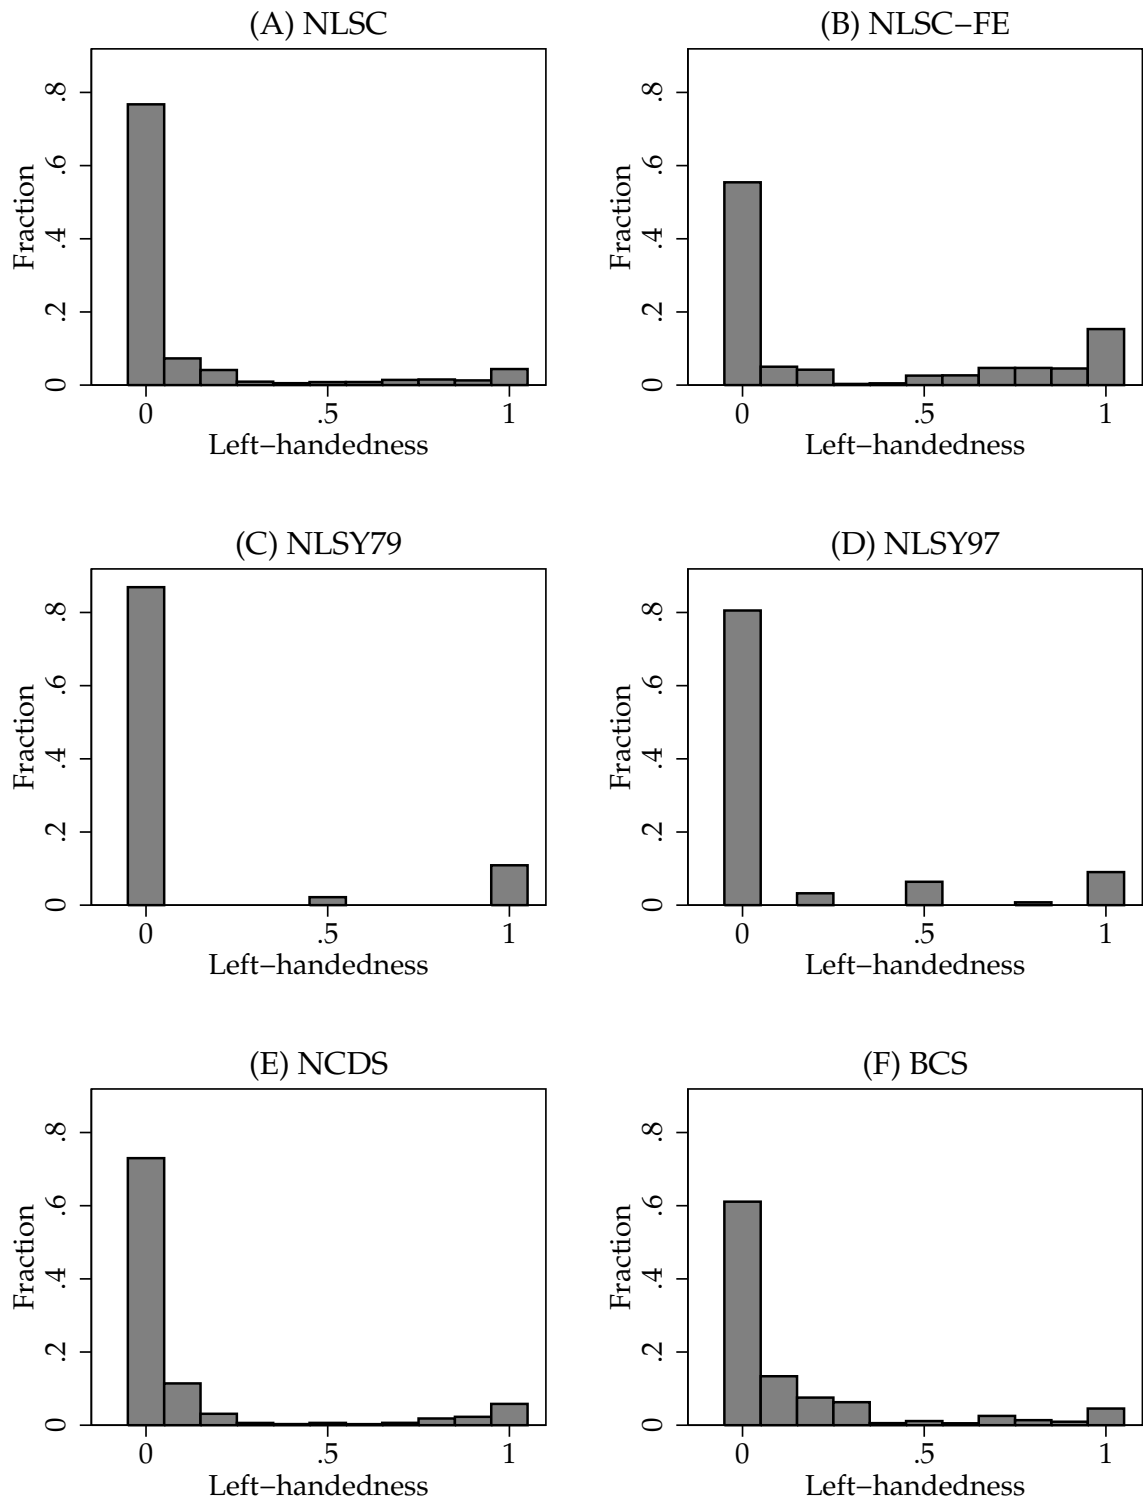 (A) NLSC
Fraction
0 .2 .4 .6 .8
0 .5 1
Left−handedness
(B) NLSC−FE
Fraction
0 .2 .4 .6 .8
0 .5 1
Left−handedness
(C) NLSY79
Fraction
0 .2 .4 .6 .8
0 .5 1
Left−handedness
(D) NLSY97
Fraction
0 .2 .4 .6 .8
0 .5 1
Left−handedness
(E) NCDS
Fraction
0 .2 .4 .6 .8
0 .5 1
Left−handedness
(F) BCS
Fraction
0 .2 .4 .6 .8
0 .5 1
Left−handedness